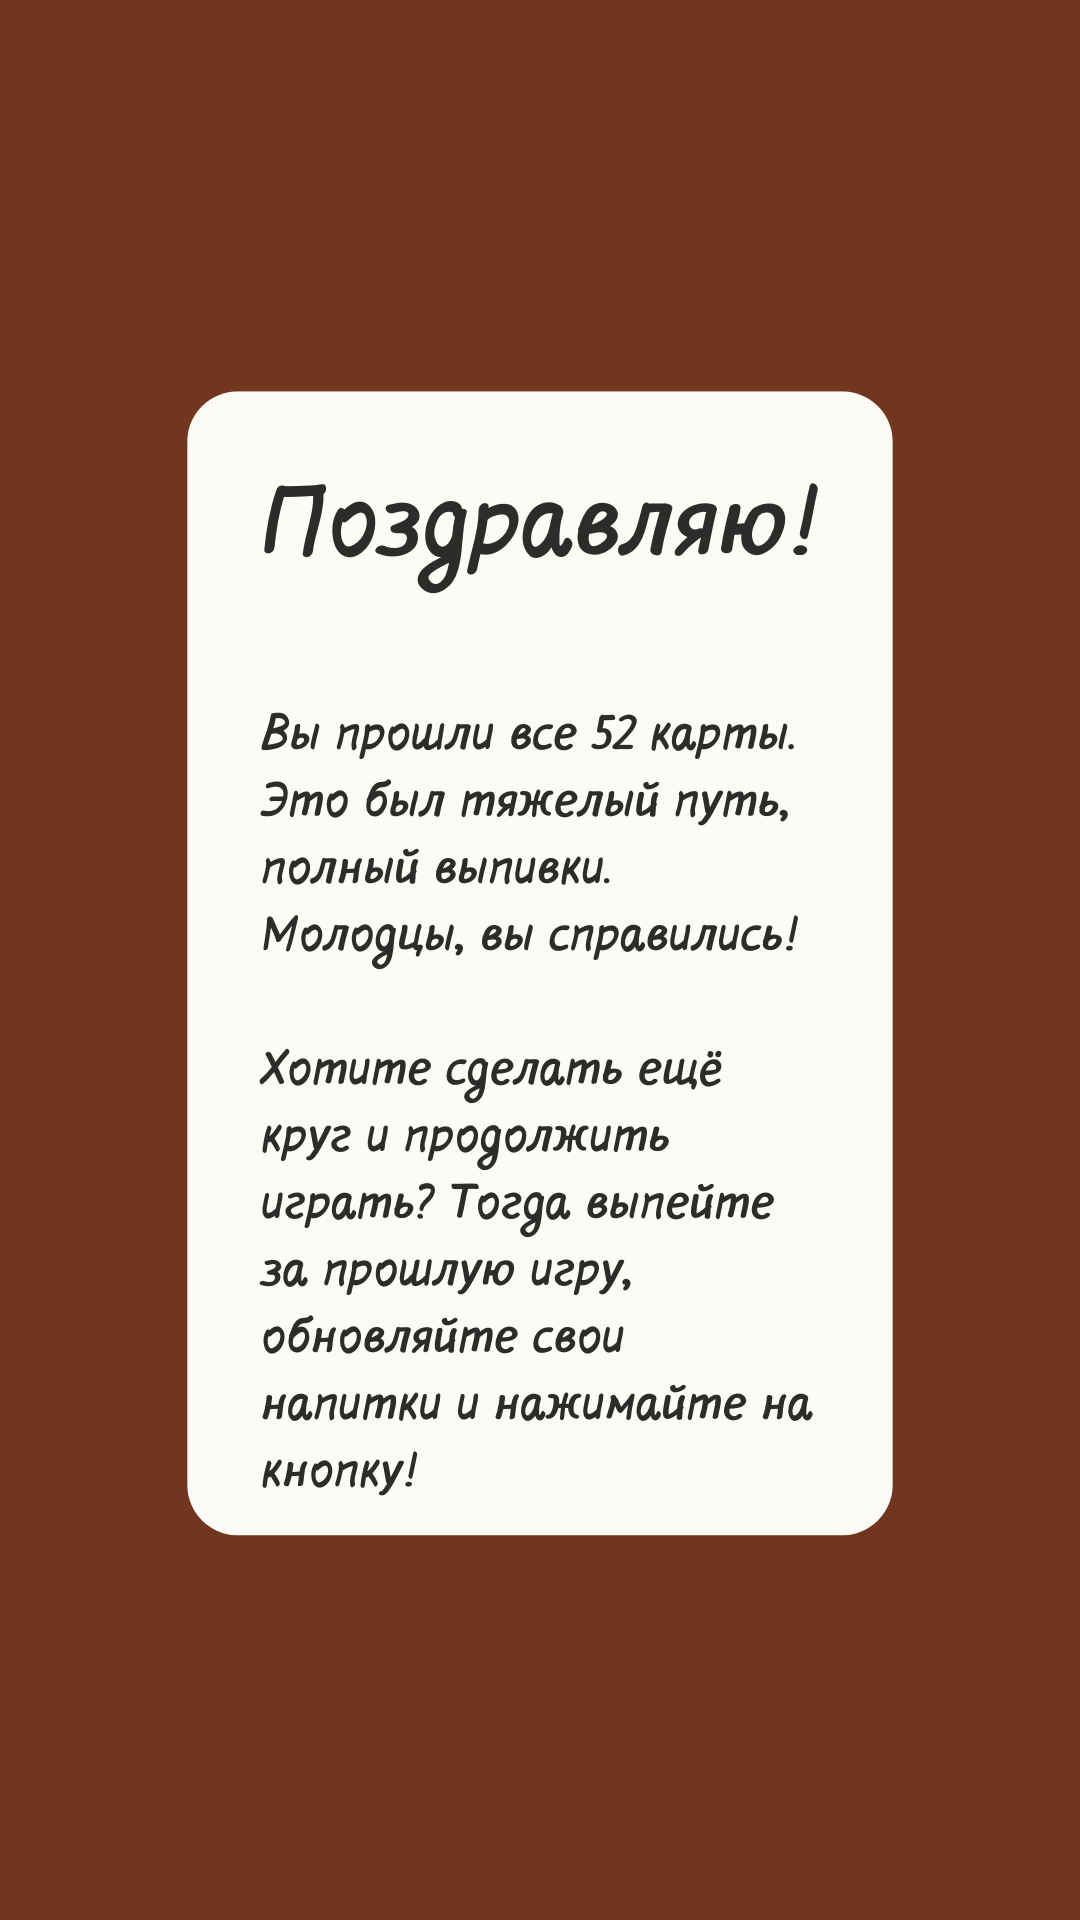 Поздравляю!
Вы прошли все 52 карты.
Это был тяжелый путь,
полный выпивки.
Молодцы, вы справились!
Хотите сделать ещё
круг и продолжить
играть? Тогда выпейте
за прошлую игру,
обновляйте свои
напитки и нажимайте на
кнопку!